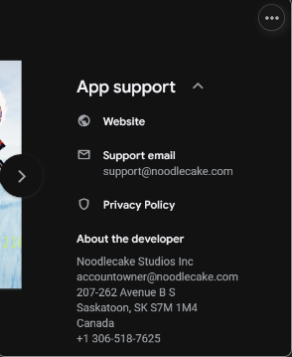 App support
Website
Support email
support@noodlecake.com
Privacy Policy
About the developer
Noodlecake Studios Inc
accountowner@noodlecake.com
207-262 Avenue B S
Saskatoon, SK S7M 1M4
Canada
+1 306-518-7625